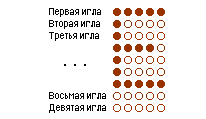 Первая игла
Вторая игла
Третья игла
. . .
Восьмая игла
Девятая игла